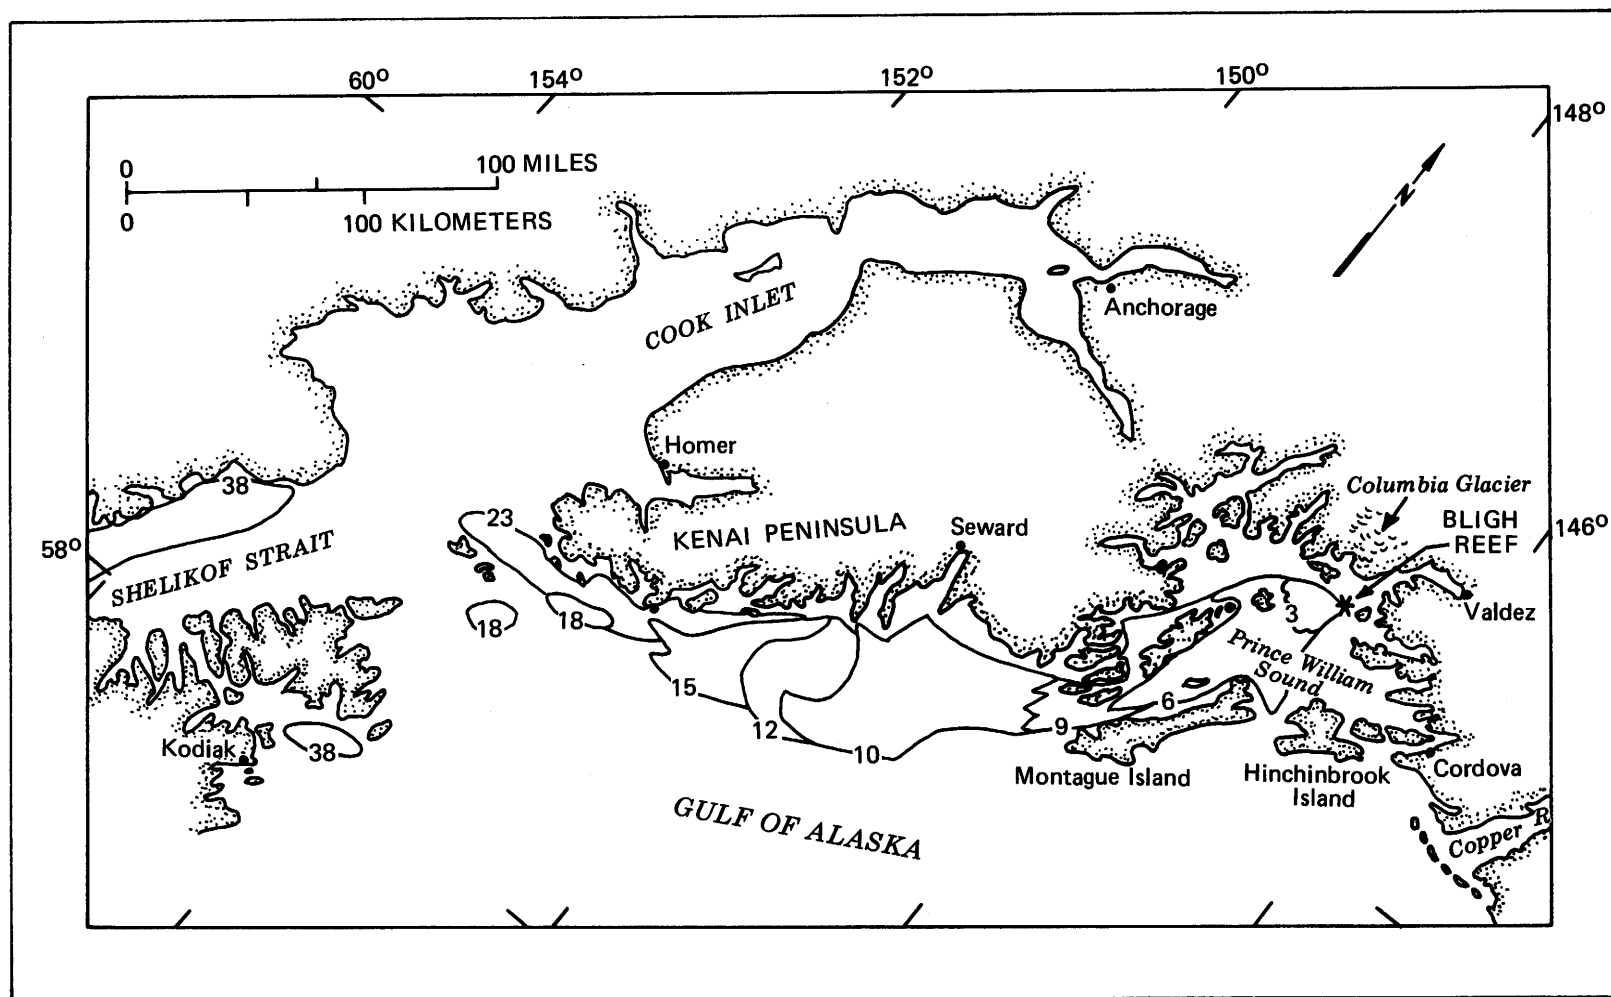 60° 154° 152° 150°
148°
0 100 MILES
0 100 KILOMETERS
N
COOK INLET
Anchorage
Homer
38
Columbia Glacier
BLIGH
REEF
146°
58°
SHELIKOF STRAIT
23
KENAI PENINSULA
Seward
Valdez
18
18
3
Prince William
Sound
15
12
10
9
6
Kodiak
38
Montague Island
Hinchinbrook
Island
Cordova
GULF OF ALASKA
Copper R